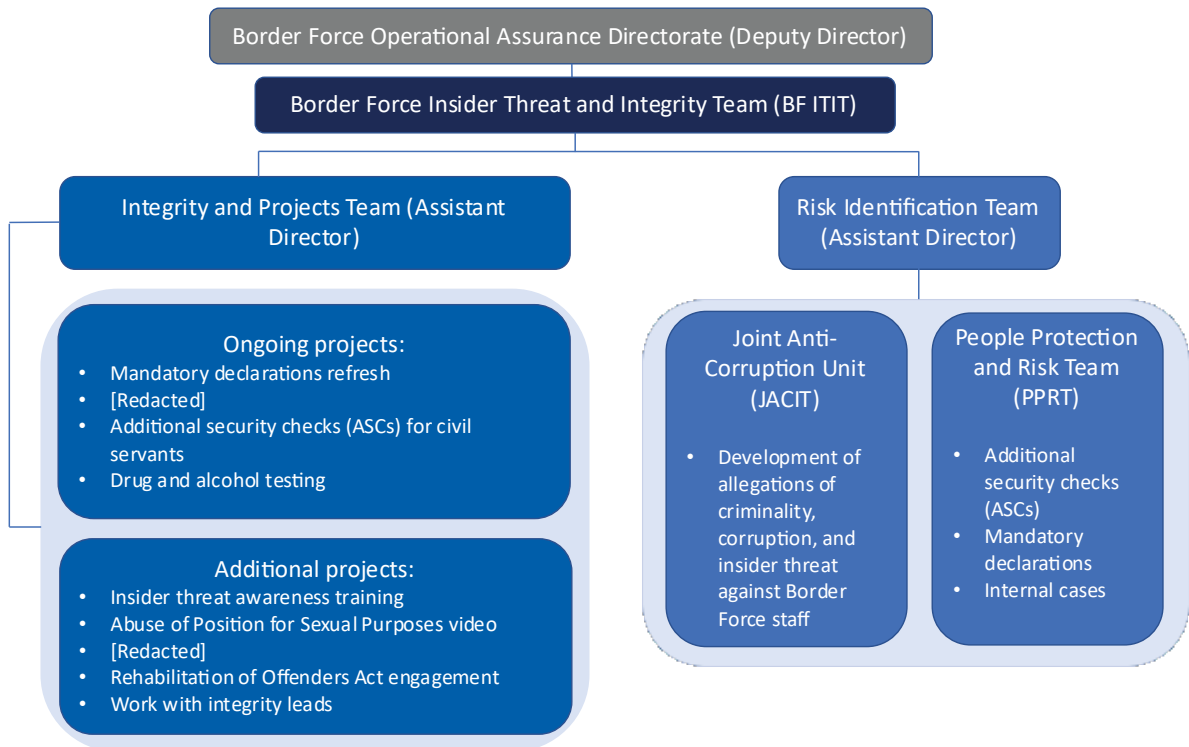 Border Force Operational Assurance Directorate (Deputy Director)
Border Force Insider Threat and Integrity Team (BF ITIT)
Integrity and Projects Team (Assistant
Director)
Risk Identification Team
(Assistant Director)
Ongoing projects:
• Mandatory declarations refresh
• [Redacted]
• Additional security checks (ASCs) for civil
servants
• Drug and alcohol testing
Additional projects:
• Insider threat awareness training
• Abuse of Position for Sexual Purposes video
• [Redacted]
• Rehabilitation of Offenders Act engagement
• Work with integrity leads
Joint Anti-
Corruption Unit
(JACIT)
• Development of
allegations of
criminality,
corruption, and
insider threat
against Border
Force staff
People Protection
and Risk Team
(PPRT)
• Additional
security checks
(ASCs)
• Mandatory
declarations
• Internal cases